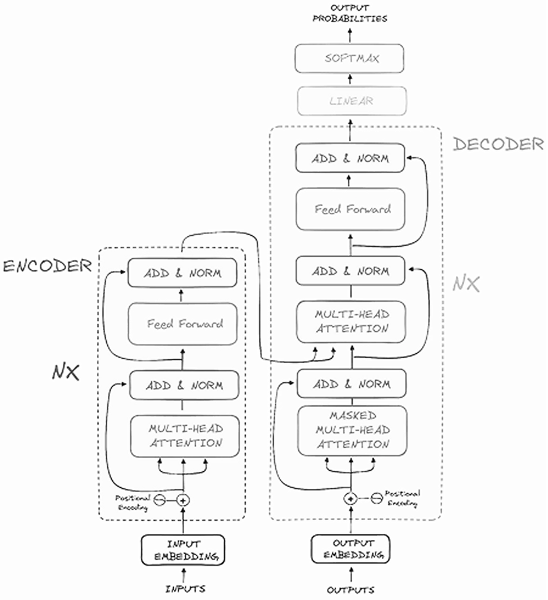 OUTPUT
PROBABILITIES
SOFTMAX
LINEAR
DECODER
ADD & NORM
Feed Forward
ADD & NORM
NX
MULTI-HEAD
ATTENTION
ADD & NORM
MASKED
MULTI-HEAD
ATTENTION
Positional
Encoding
OUTPUT
EMBEDDING
OUTPUTS
ENCODER
ADD & NORM
Feed Forward
NX
ADD & NORM
MULTI-HEAD
ATTENTION
Positional
Encoding
INPUT
EMBEDDING
INPUTS